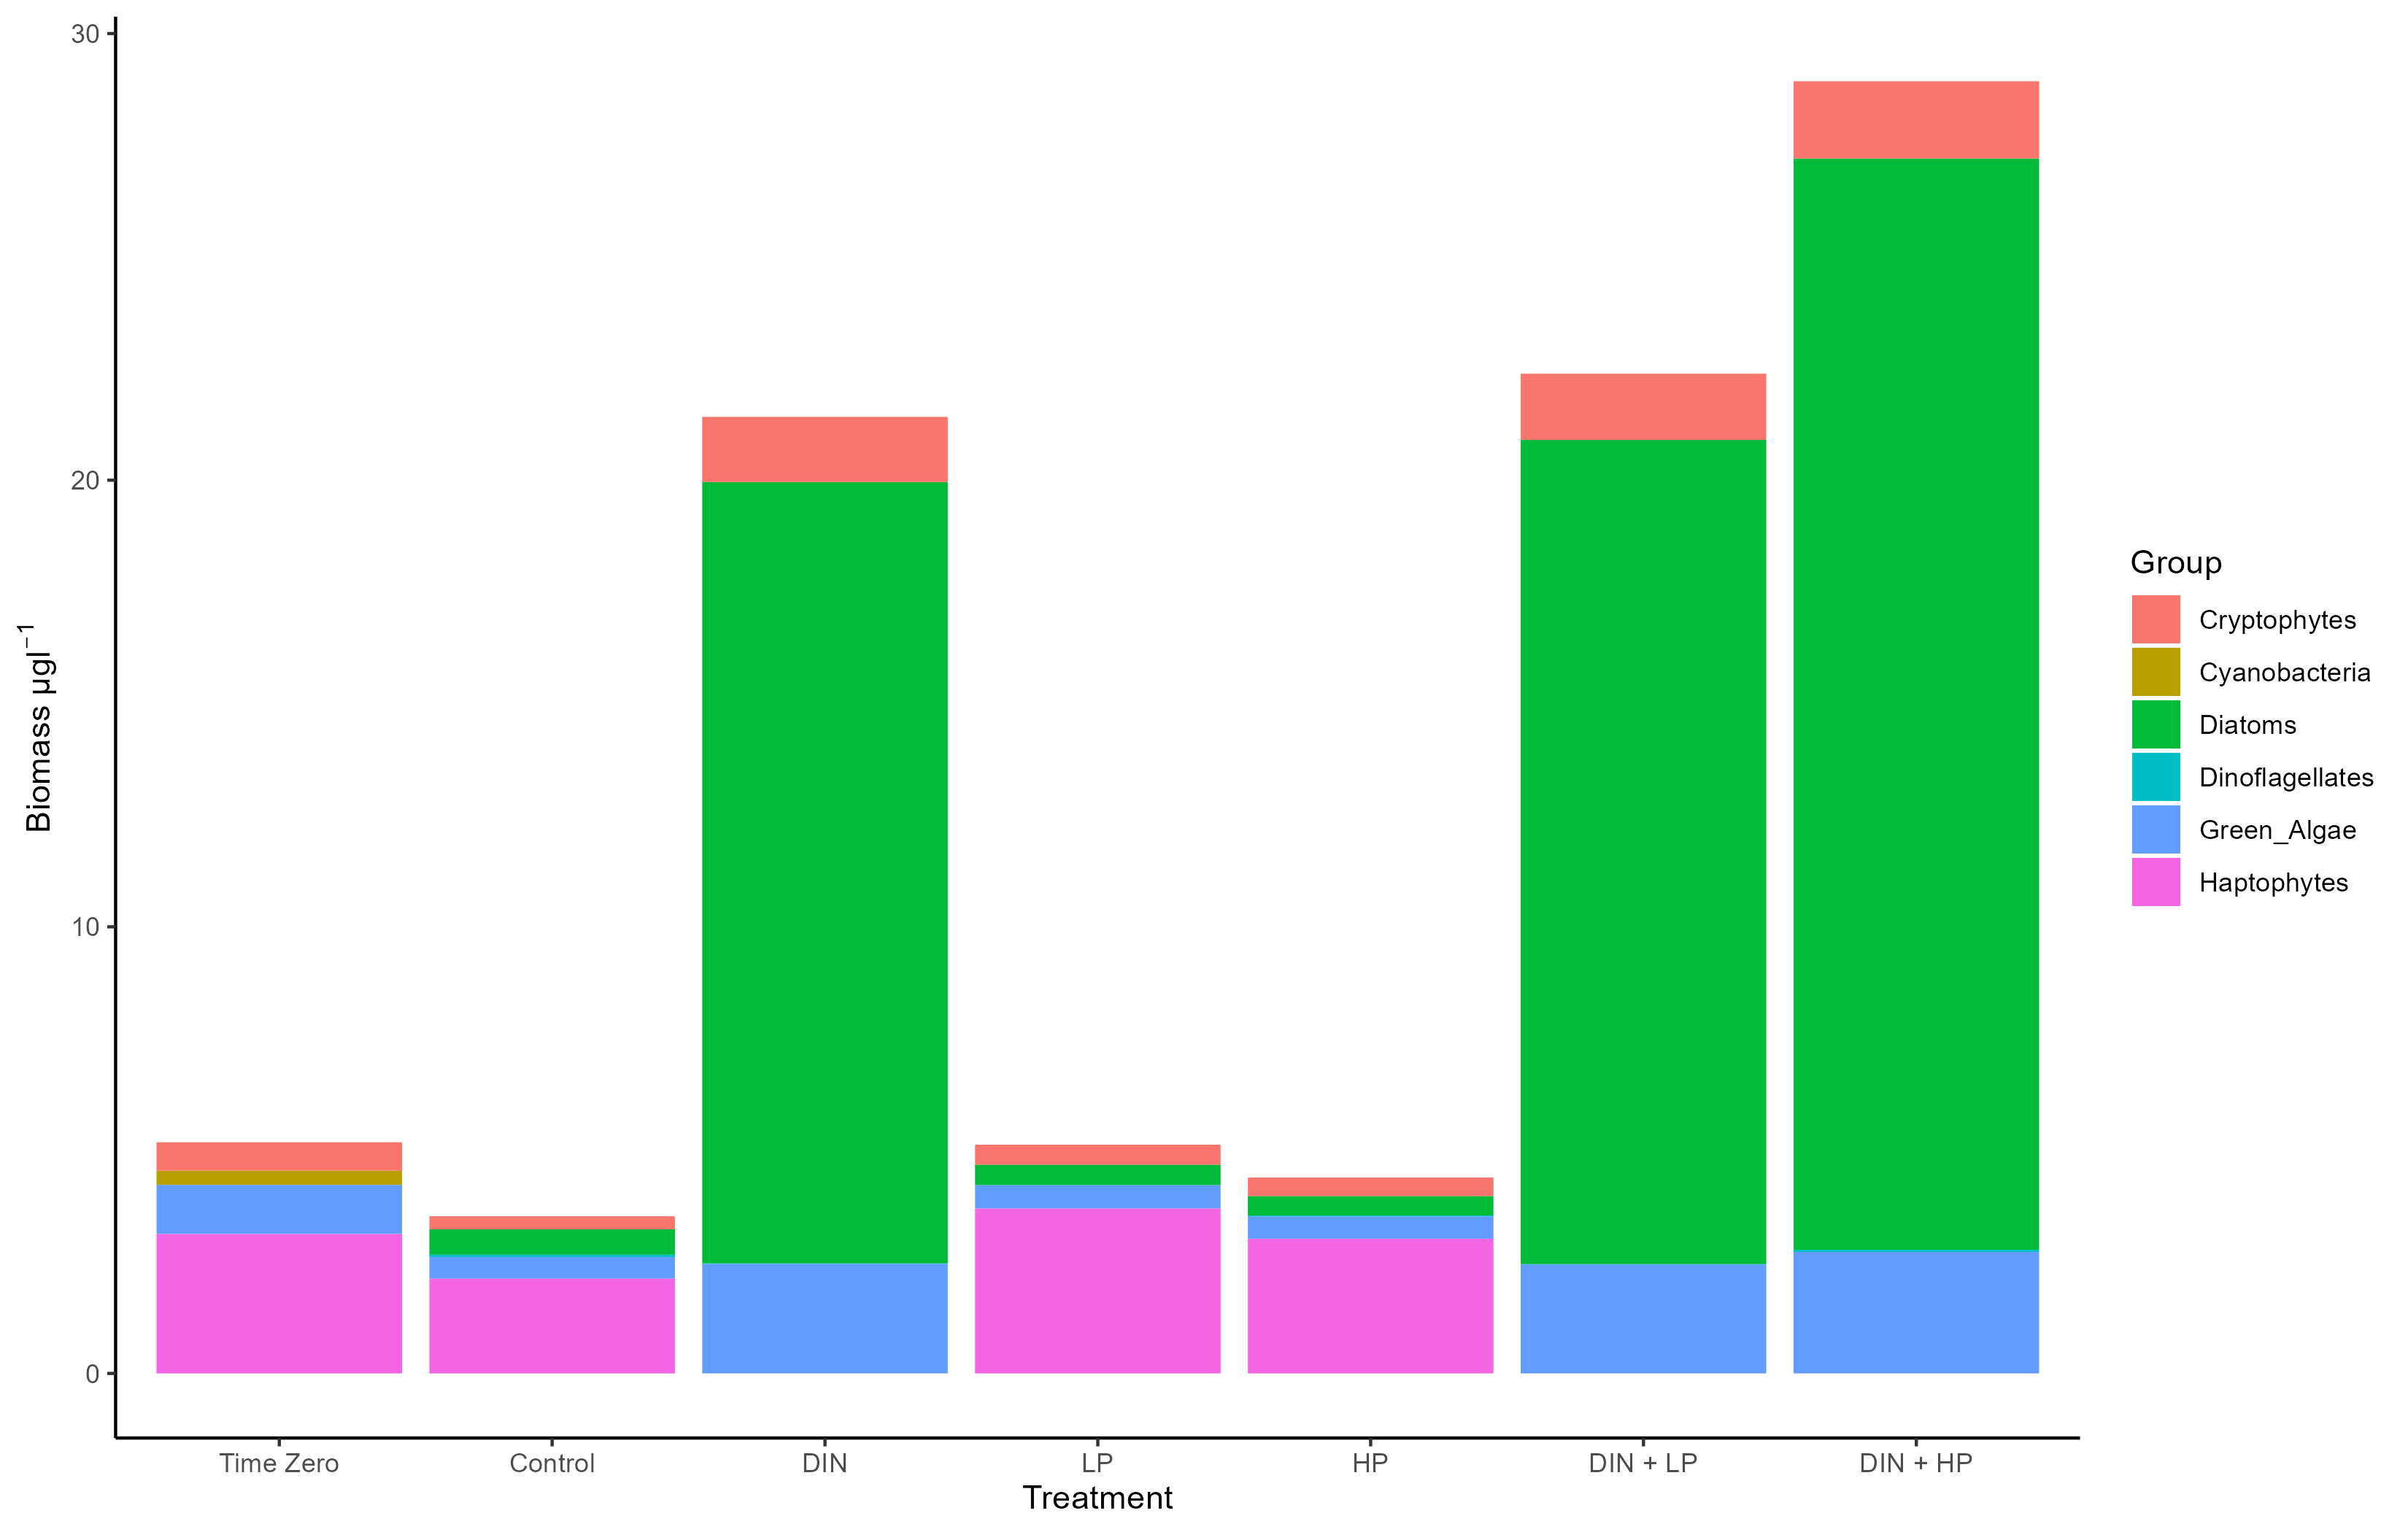 30
20
10
0
Biomass µgl⁻¹
Time Zero
Control
DIN
LP
HP
DIN + LP
DIN + HP
Treatment
Group
Cryptophytes
Cyanobacteria
Diatoms
Dinoflagellates
Green_Algae
Haptophytes